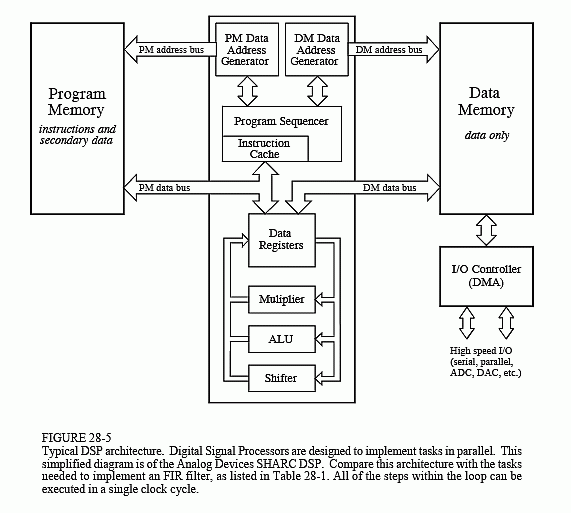 PM Data
Address
Generator
DM Data
Address
Generator
PM address bus
DM address bus
Program
Memory
instructions and
secondary data
Data
Memory
data only
Program Sequencer
Instruction
Cache
PM data bus
DM data bus
Data
Registers
I/O Controller
(DMA)
Muliplier
ALU
Shifter
High speed I/O
(serial, parallel,
ADC, DAC, etc.)
FIGURE 28-5
Typical DSP architecture. Digital Signal Processors are designed to implement tasks in parallel. This
simplified diagram is of the Analog Devices SHARC DSP. Compare this architecture with the tasks
needed to implement an FIR filter, as listed in Table 28-1. All of the steps within the loop can be
executed in a single clock cycle.